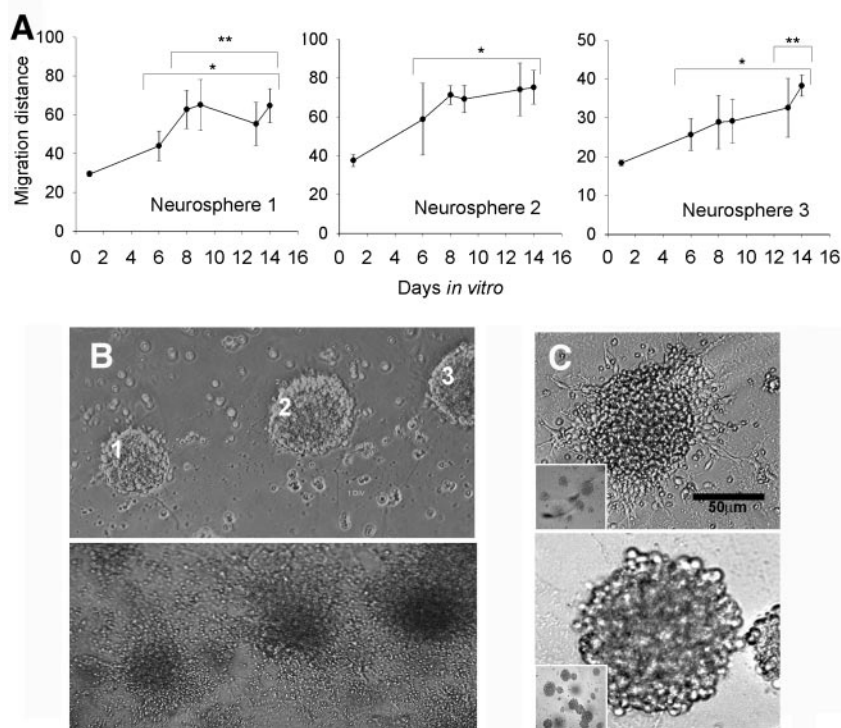 A
Migration distance
100
80
60
40
20
0
**
*
0 2 4 6 8 10 12 14 16
Neurosphere 1
100
80
60
40
20
0
*
0 2 4 6 8 10 12 14 16
Neurosphere 2
50
40
30
20
10
0
*
**
0 2 4 6 8 10 12 14 16
Neurosphere 3
Days in vitro
B
1
2
3
1 DIV
C
50µm